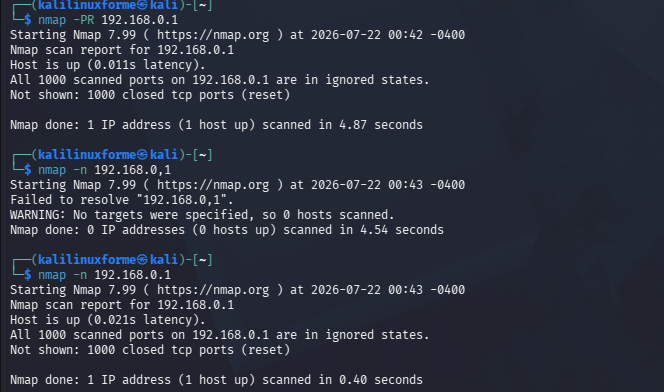 ┌──(kalilinuxforme㉿kali)-[~]
└─$ nmap -PR 192.168.0.1
Starting Nmap 7.99 ( https://nmap.org ) at 2026-07-22 00:42 -0400
Nmap scan report for 192.168.0.1
Host is up (0.011s latency).
All 1000 scanned ports on 192.168.0.1 are in ignored states.
Not shown: 1000 closed tcp ports (reset)

Nmap done: 1 IP address (1 host up) scanned in 4.87 seconds

┌──(kalilinuxforme㉿kali)-[~]
└─$ nmap -n 192.168.0,1
Starting Nmap 7.99 ( https://nmap.org ) at 2026-07-22 00:43 -0400
Failed to resolve "192.168.0,1".
WARNING: No targets were specified, so 0 hosts scanned.
Nmap done: 0 IP addresses (0 hosts up) scanned in 4.54 seconds

┌──(kalilinuxforme㉿kali)-[~]
└─$ nmap -n 192.168.0.1
Starting Nmap 7.99 ( https://nmap.org ) at 2026-07-22 00:43 -0400
Nmap scan report for 192.168.0.1
Host is up (0.021s latency).
All 1000 scanned ports on 192.168.0.1 are in ignored states.
Not shown: 1000 closed tcp ports (reset)

Nmap done: 1 IP address (1 host up) scanned in 0.40 seconds